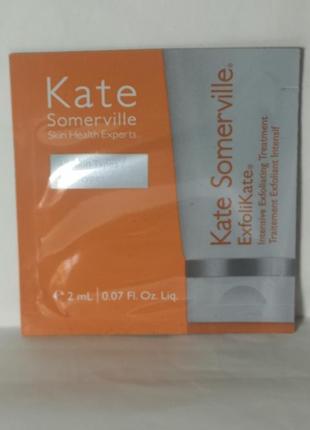 Kate
Somerville
Skin Health Experts
Types /
℮ 2 mL | 0.07 Fl. Oz. Liq.
Kate Somerville®
ExfoliKate®
Intensive Exfoliating Treatment
Traitement Exfoliant Intensif